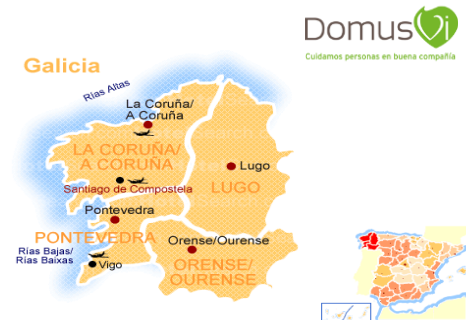 DomusVi
Cuidamos personas en buena compañía
Galicia
Rías Altas
La Coruña/
A Coruña
LA CORUÑA/
A CORUÑA
Lugo
LUGO
Santiago de Compostela
Pontevedra
PONTEVEDRA
Rías Bajas/
Rías Baixas
Vigo
Orense/Ourense
ORENSE/
OURENSE